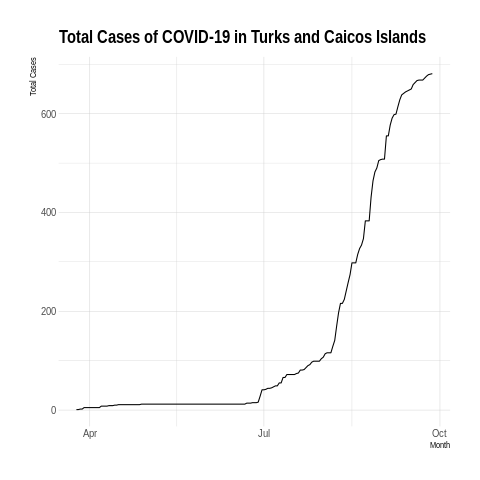 Total Cases of COVID-19 in Turks and Caicos Islands
Total Cases
600
400
200
0
Apr
Jul
Oct
Month